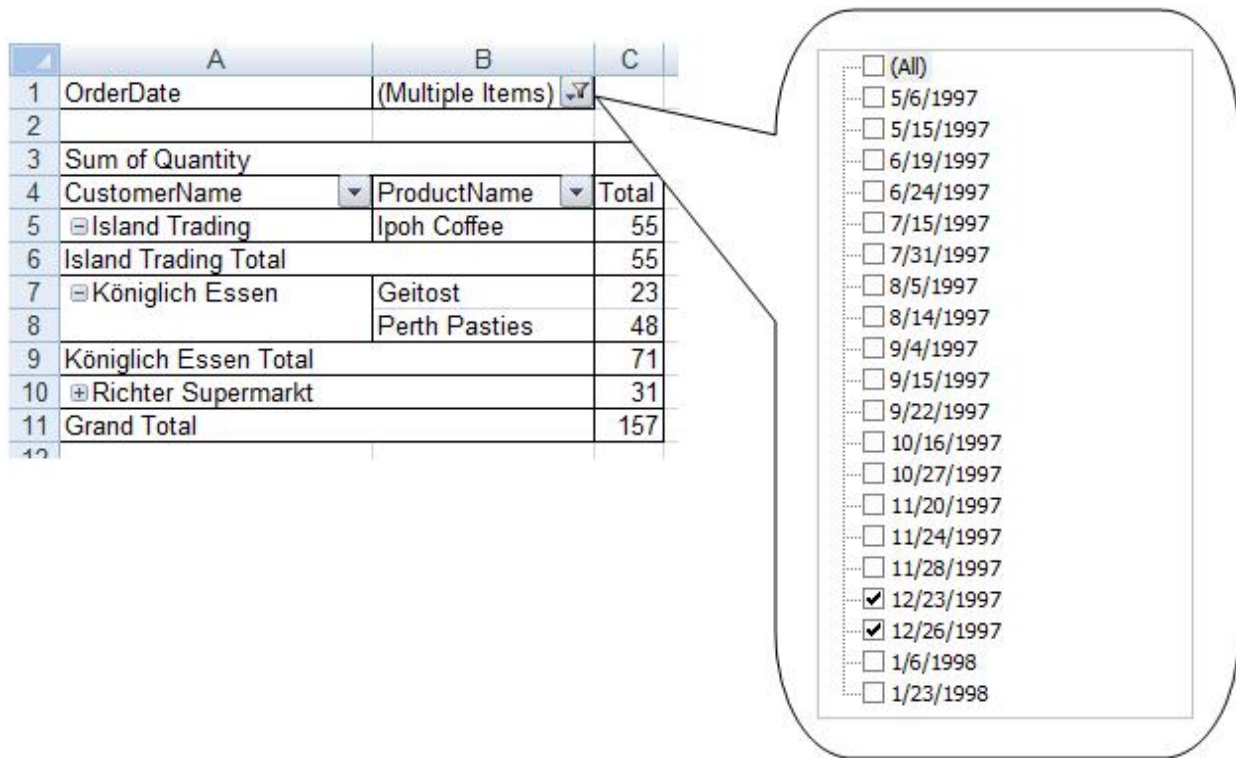 A B C
1 OrderDate (Multiple Items)
2
3 Sum of Quantity
4 CustomerName ProductName Total
5 Island Trading Ipoh Coffee 55
6 Island Trading Total 55
7 Königlich Essen Geitost 23
8 Perth Pasties 48
9 Königlich Essen Total 71
10 Richter Supermarkt 31
11 Grand Total 157
12
(All)
5/6/1997
5/15/1997
6/19/1997
6/24/1997
7/15/1997
7/31/1997
8/5/1997
8/14/1997
9/4/1997
9/15/1997
9/22/1997
10/16/1997
10/27/1997
11/20/1997
11/24/1997
11/28/1997
12/23/1997
12/26/1997
1/6/1998
1/23/1998